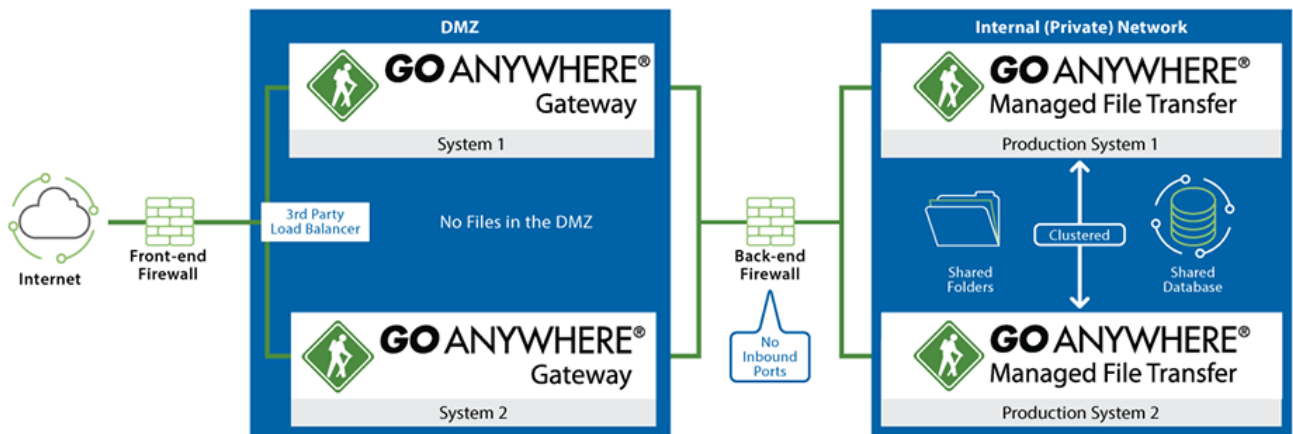 DMZ
GO ANYWHERE®
Gateway
System 1
3rd Party
Load Balancer
No Files in the DMZ
Internet
Front-end
Firewall
GO ANYWHERE®
Gateway
System 2
Back-end
Firewall
No
Inbound
Ports
Internal (Private) Network
GO ANYWHERE®
Managed File Transfer
Production System 1
Shared
Folders
Clustered
Shared
Database
GO ANYWHERE®
Managed File Transfer
Production System 2